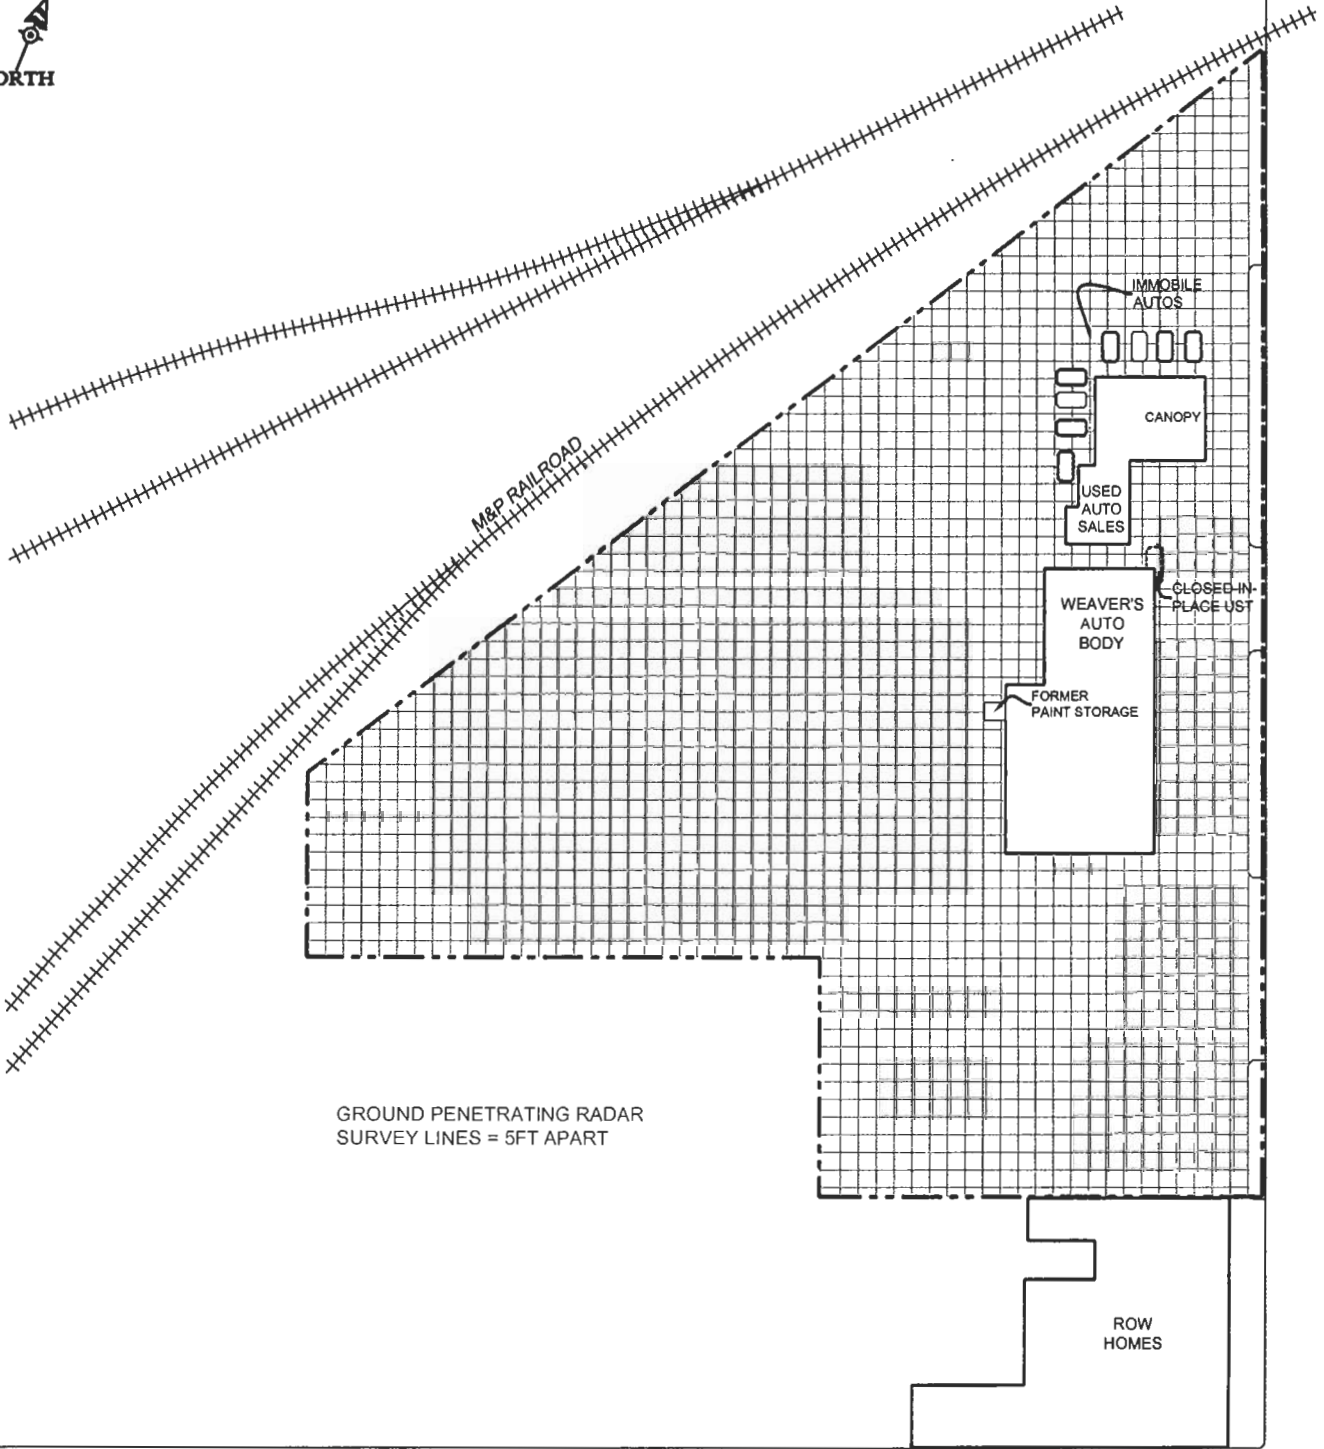 ORTH
IMMOBILE
AUTOS
CANOPY
M&P RAILROAD
USED
AUTO
SALES
CLOSED-IN-
PLACE UST
WEAVER'S
AUTO
BODY
FORMER
PAINT STORAGE
GROUND PENETRATING RADAR
SURVEY LINES = 5FT APART
ROW
HOMES